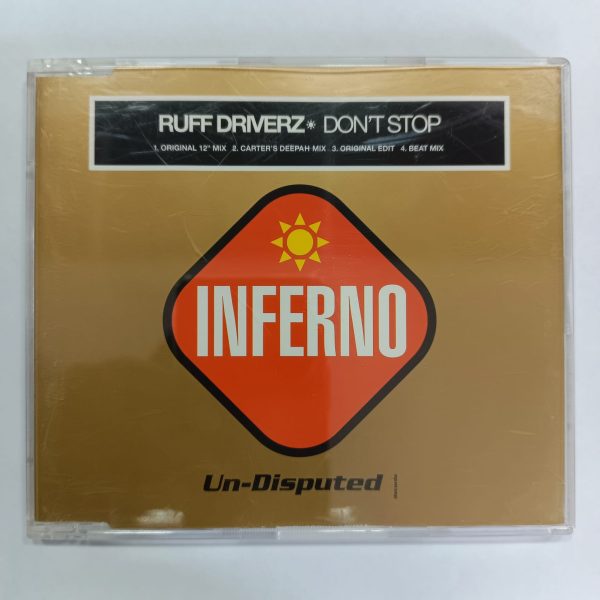 RUFF DRIVERZ☀ DON'T STOP
1. ORIGINAL 12" MIX 2. CARTER'S DEEPAH MIX 3. ORIGINAL EDIT 4. BEAT MIX
INFERNO
Un-Disputed